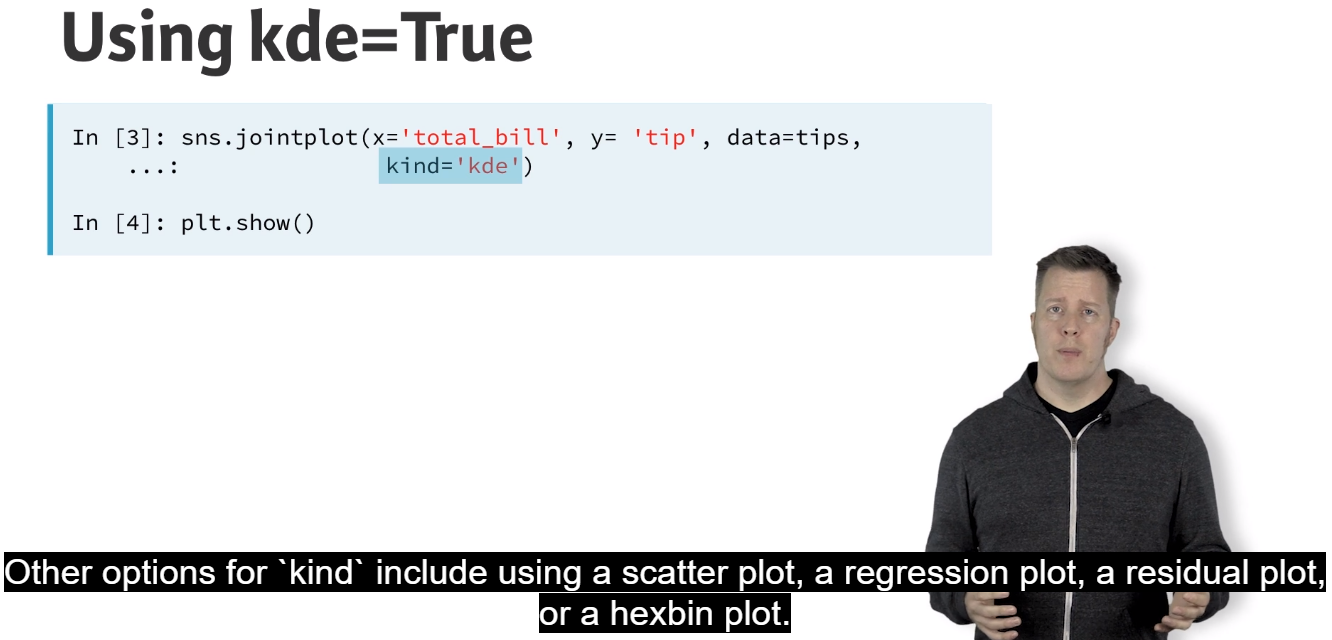 Using kde=True
In [3]: sns.jointplot(x='total_bill', y= 'tip', data=tips,
...: kind='kde')
In [4]: plt.show()
Other options for `kind` include using a scatter plot, a regression plot, a residual plot,
or a hexbin plot.